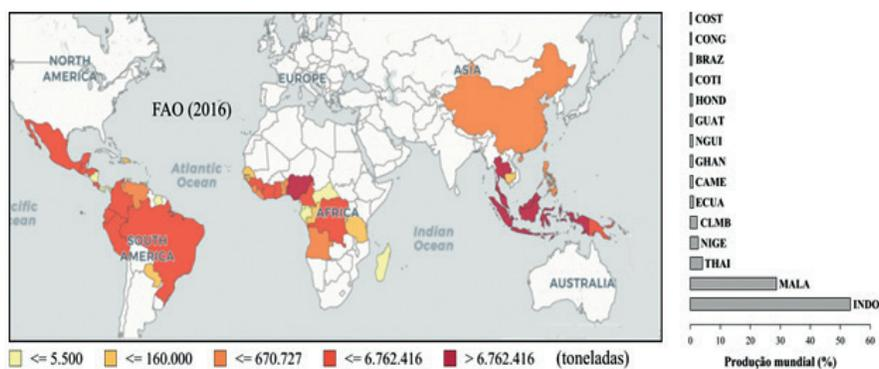 NORTH
AMERICA
EUROPE
ASIA
FAO (2016)
Atlantic
Ocean
cific
ean
AFRICA
SOUTH
AMERICA
Indian
Ocean
AUSTRALIA
<= 5.500 <= 160.000 <= 670.727 <= 6.762.416 > 6.762.416 (toneladas)
COST
CONG
BRAZ
COTI
HOND
GUAT
NGUI
GHAN
CAME
ECUA
CLMB
NIGE
THAI
MALA
INDO
0 10 20 30 40 50 60
Produção mundial (%)